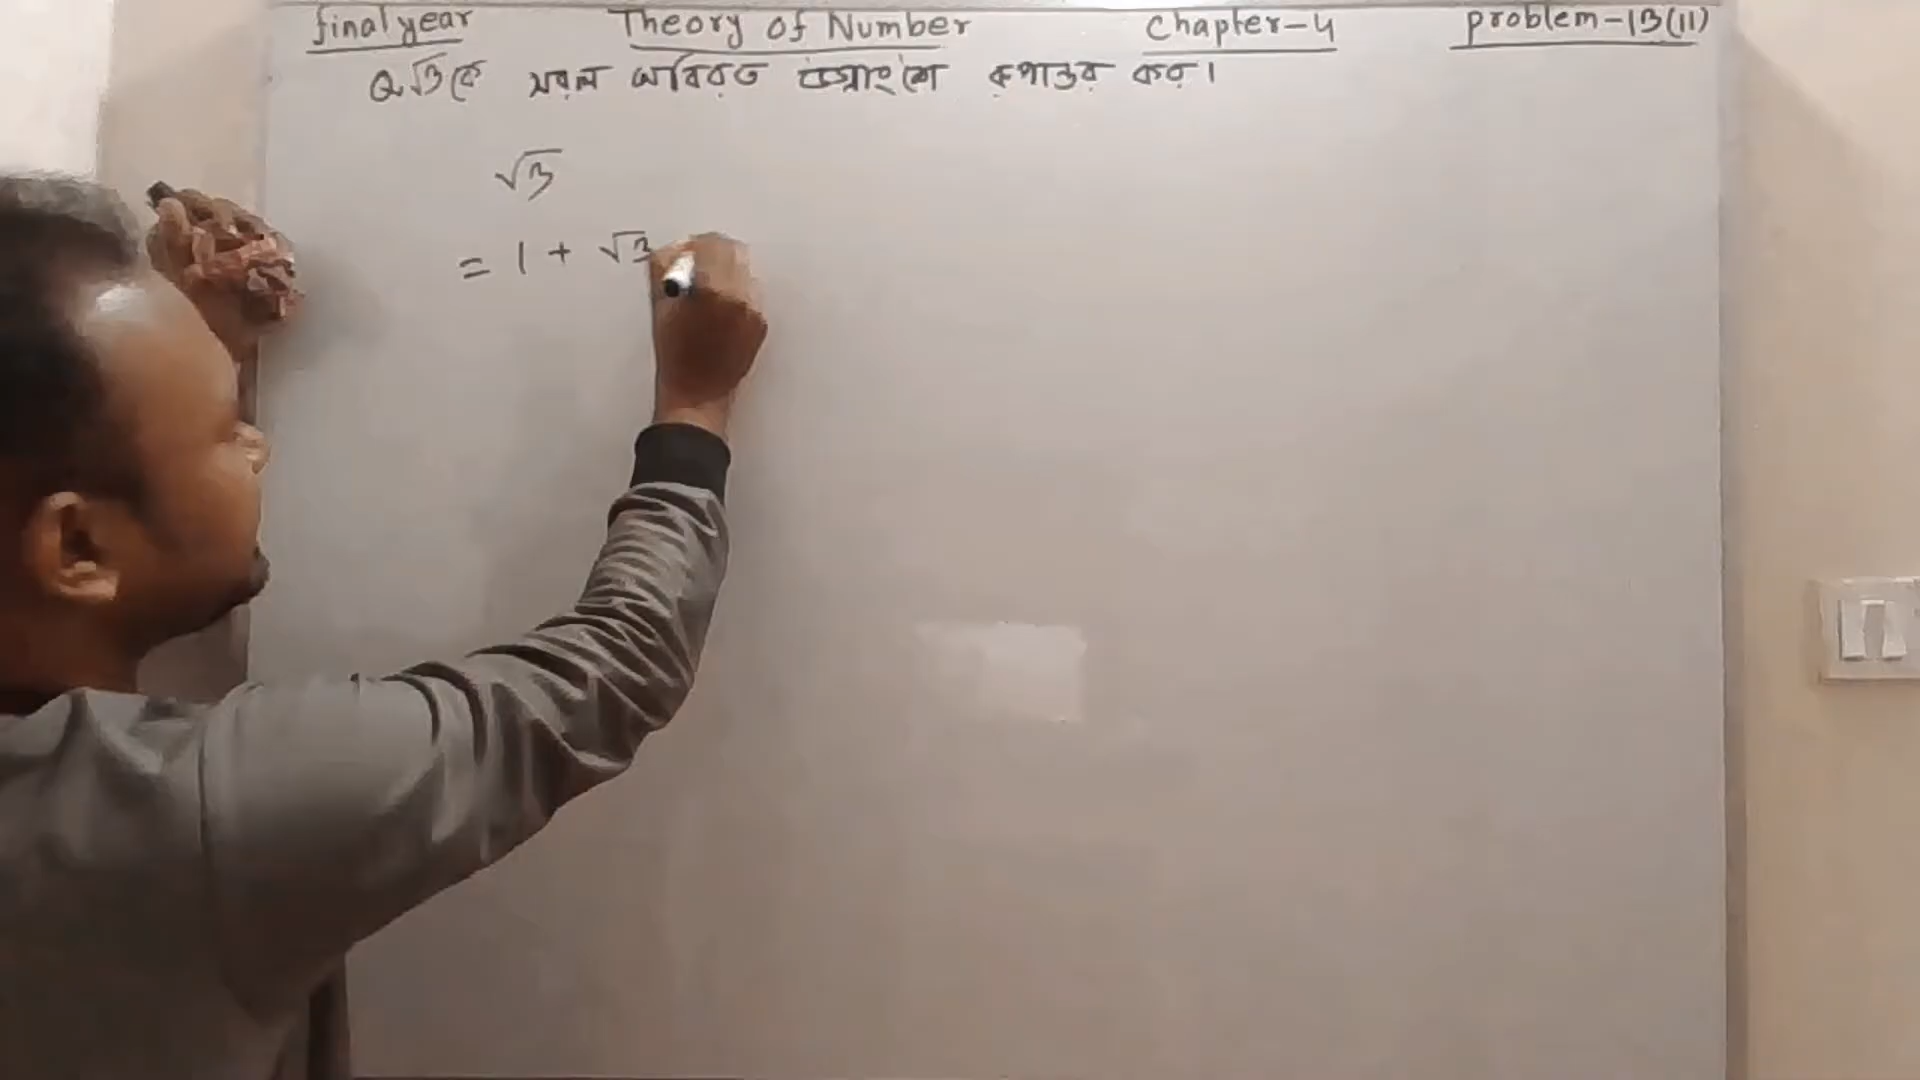 final year Theory of Number Chapter-4 problem-13(11)
Q √3 কে সরল অবিরত ভগ্নাংশে রূপান্তর কর।
√3
= 1 + √3